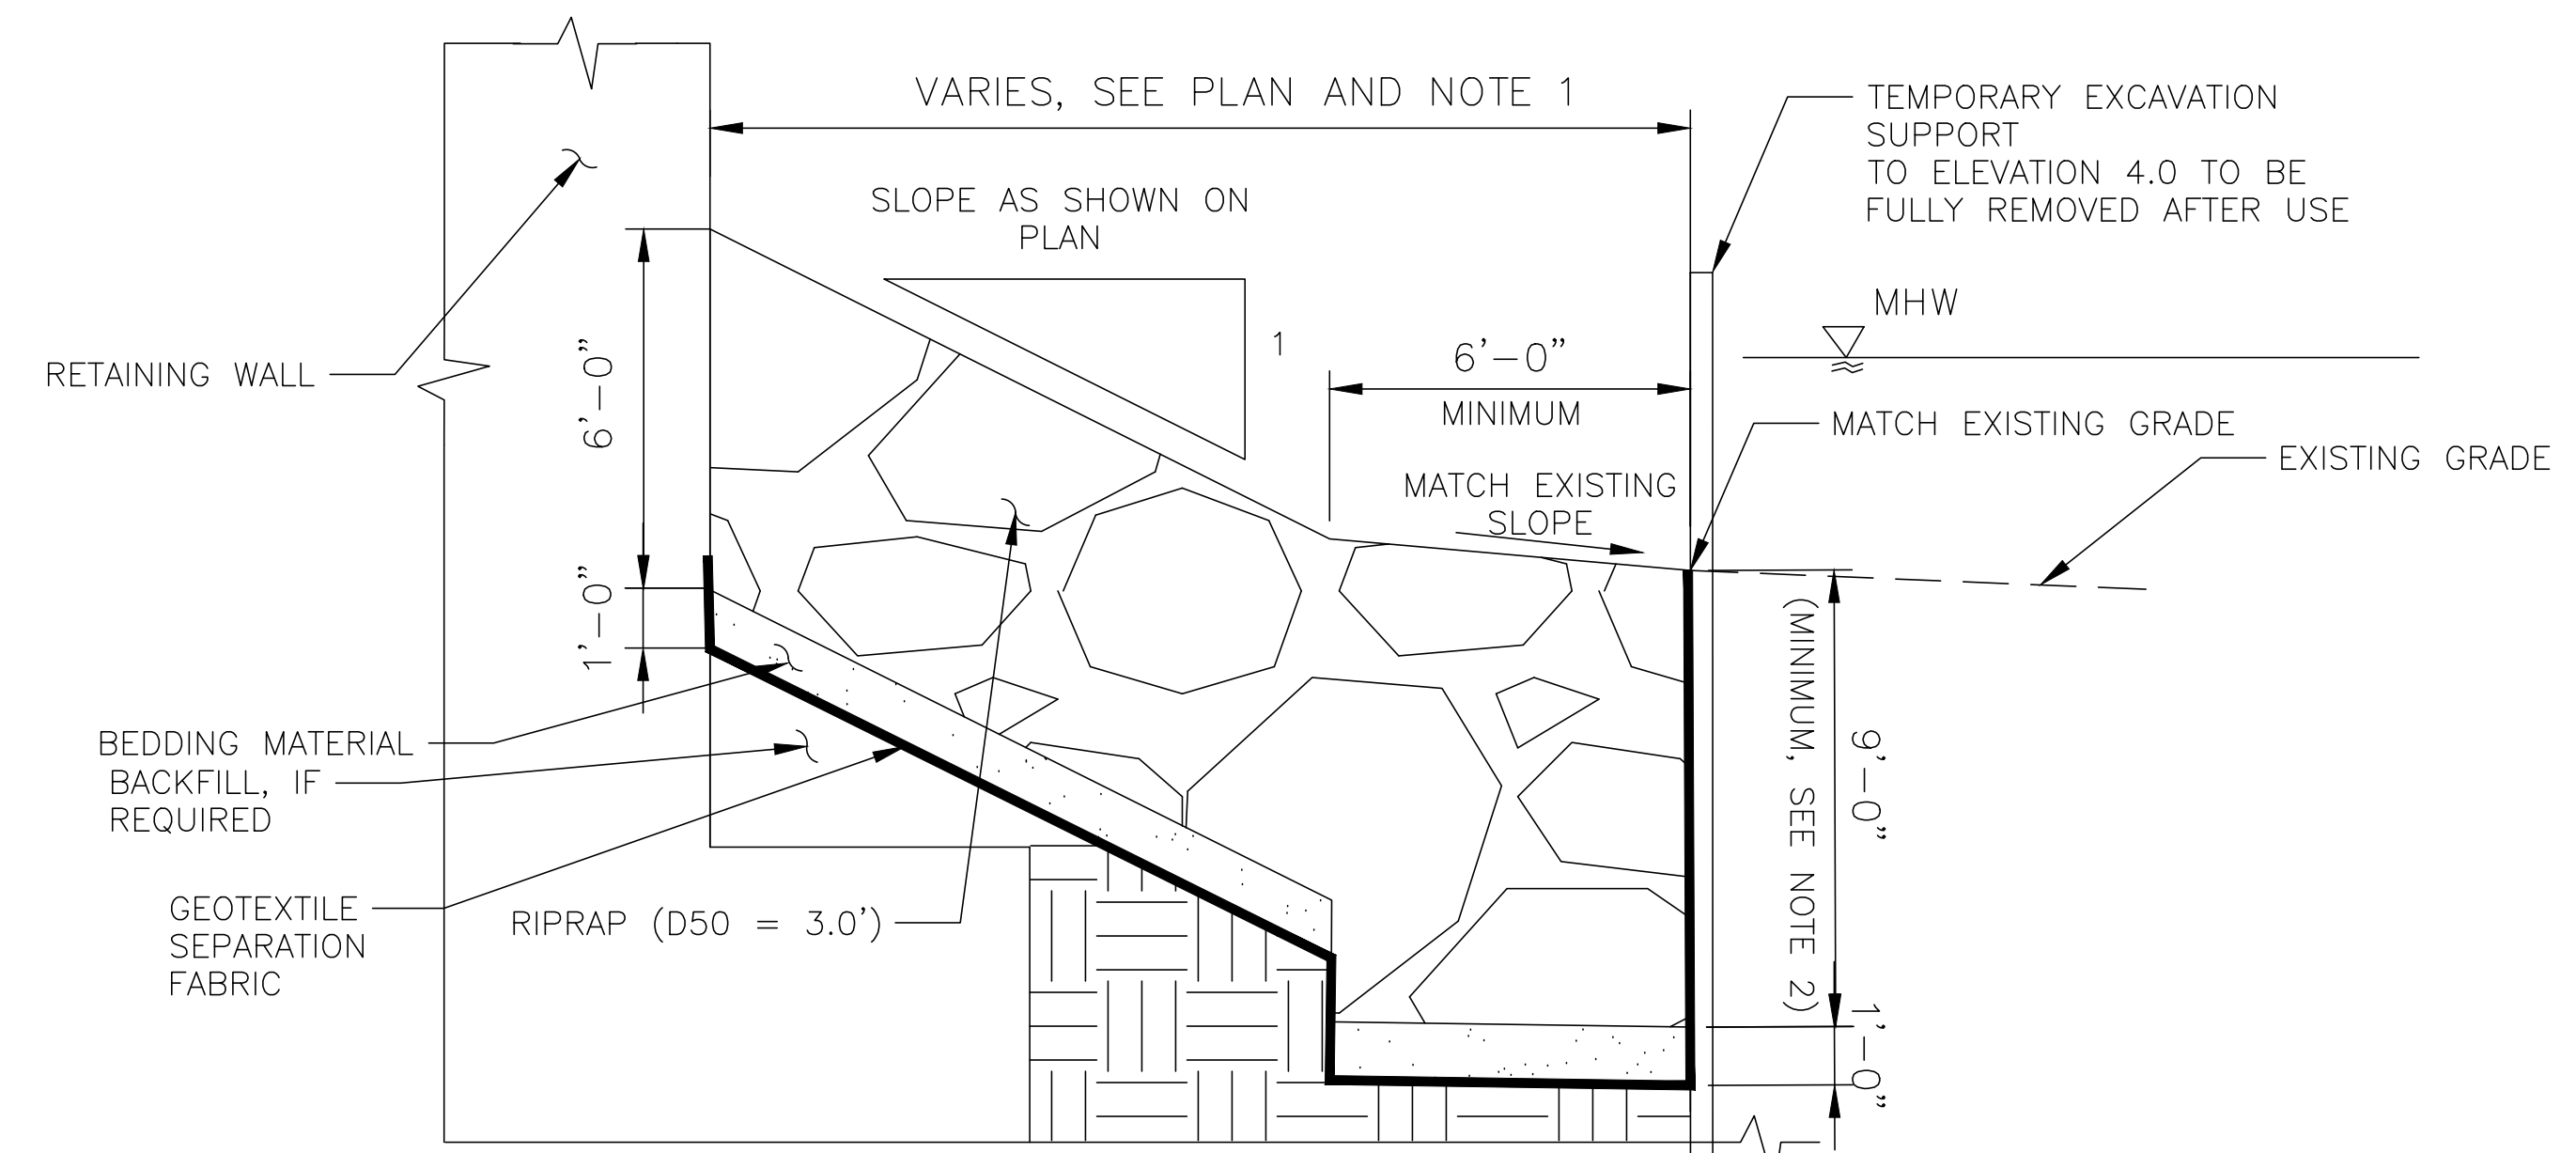 VARIES, SEE PLAN AND NOTE 1
TEMPORARY EXCAVATION
SUPPORT
TO ELEVATION 4.0 TO BE
FULLY REMOVED AFTER USE
SLOPE AS SHOWN ON
PLAN
1
MHW
6'-0"
MINIMUM
RETAINING WALL
6'-0"
MATCH EXISTING GRADE
EXISTING GRADE
MATCH EXISTING
SLOPE
1'-0"
(MINIMUM, SEE NOTE 2)
9'-0"
BEDDING MATERIAL
BACKFILL, IF
REQUIRED
GEOTEXTILE
SEPARATION
FABRIC
RIPRAP (D50 = 3.0')
1'-0"